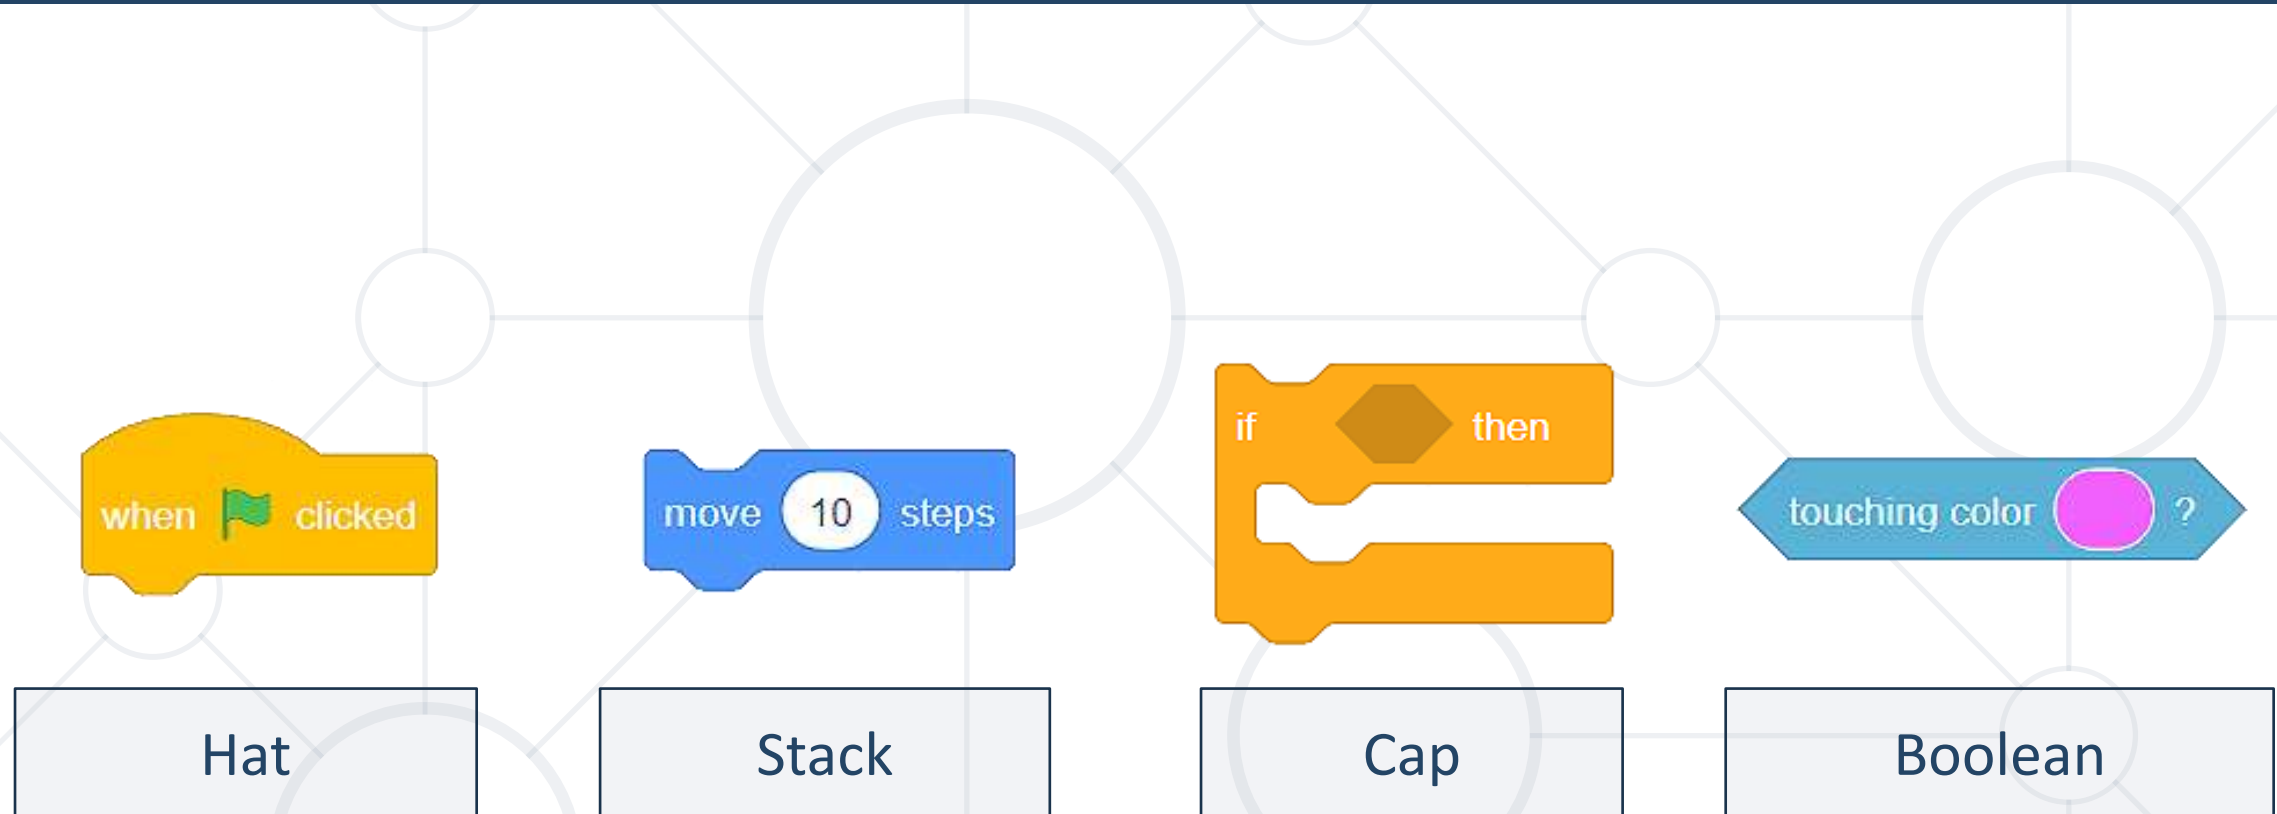 when clicked
move 10 steps
if then
touching color ?
Hat
Stack
Cap
Boolean